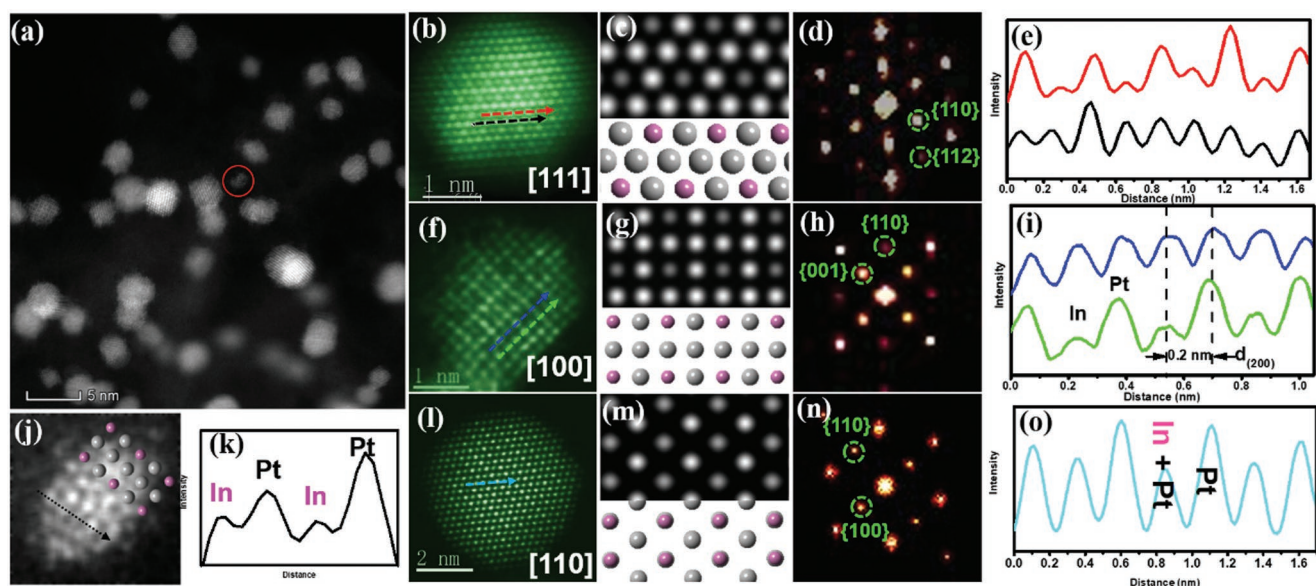 (a)
5 nm
(b)
1 nm
[111]
(c)
(d)
{110}
{112}
(e)
Intensity
0.0 0.2 0.4 0.6 0.8 1.0 1.2 1.4 1.6
Distance (nm)
(f)
1 nm
[100]
(g)
(h)
{110}
{001}
(i)
Intensity
In
Pt
0.2 nm
d(200)
0.0 0.2 0.4 0.6 0.8 1.0
Distance (nm)
(j)
(k)
Intensity
In
Pt
In
Pt
Distance
(l)
2 nm
[110]
(m)
(n)
{110}
{100}
(o)
Intensity
In + Pt
Pt
0.0 0.2 0.4 0.6 0.8 1.0 1.2 1.4 1.6
Distance (nm)